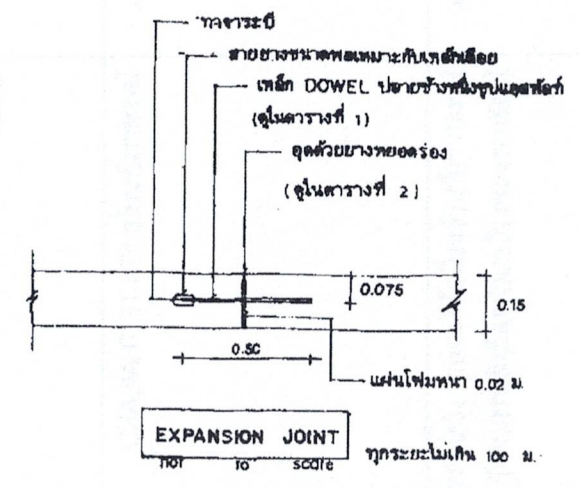 ทาจาระบี
สายยางขนาดพอเหมาะกับเหล็กเดือย
เหล็ก DOWEL ปลายข้างหนึ่งชุปแอสฟัลท์
(ดูในตารางที่ 1)
อุดด้วยยางหยอดร่อง
(ดูในตารางที่ 2)
0.075
0.15
0.50
แผ่นโฟมหนา 0.02 ม.
EXPANSION JOINT
not to scale
ทุกระยะไม่เกิน 100 ม.